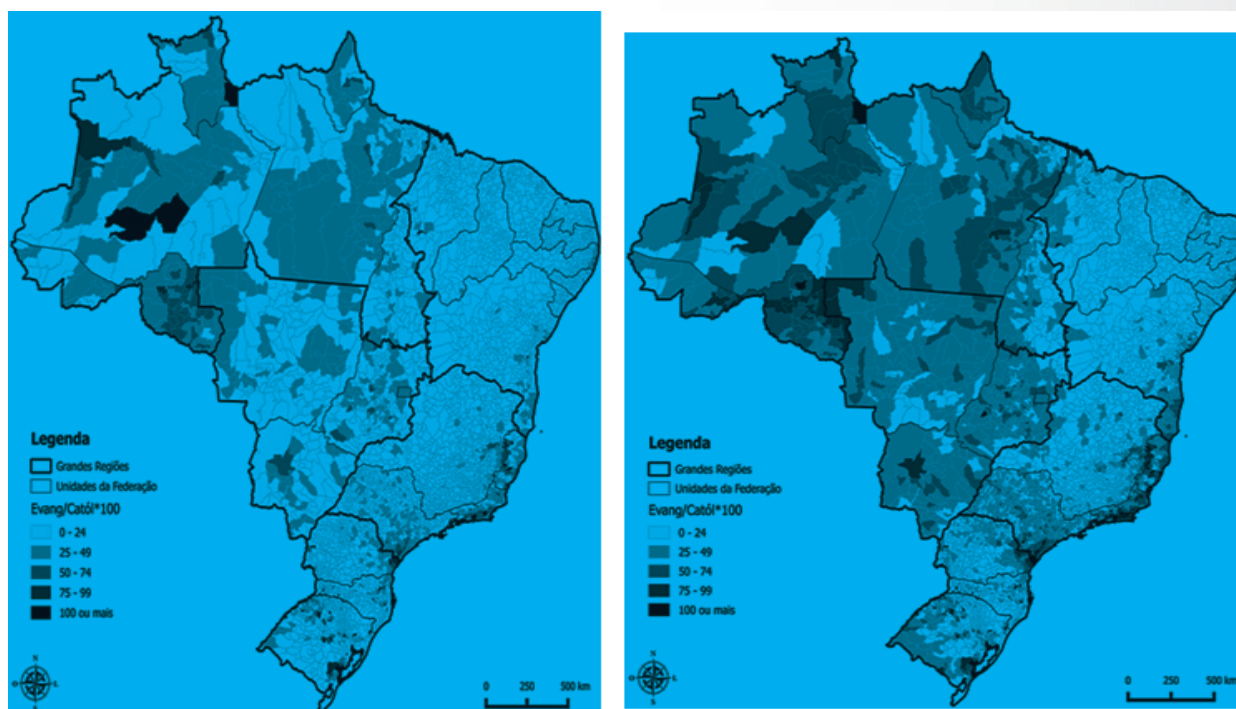 Legenda
Grandes Regiões
Unidades da Federação
Evang/Catól*100
0 - 24
25 - 49
50 - 74
75 - 99
100 ou mais
N
O
L
S
0 250 500 km
Legenda
Grandes Regiões
Unidades da Federação
Evang/Catól*100
0 - 24
25 - 49
50 - 74
75 - 99
100 ou mais
N
O
L
S
0 250 500 km